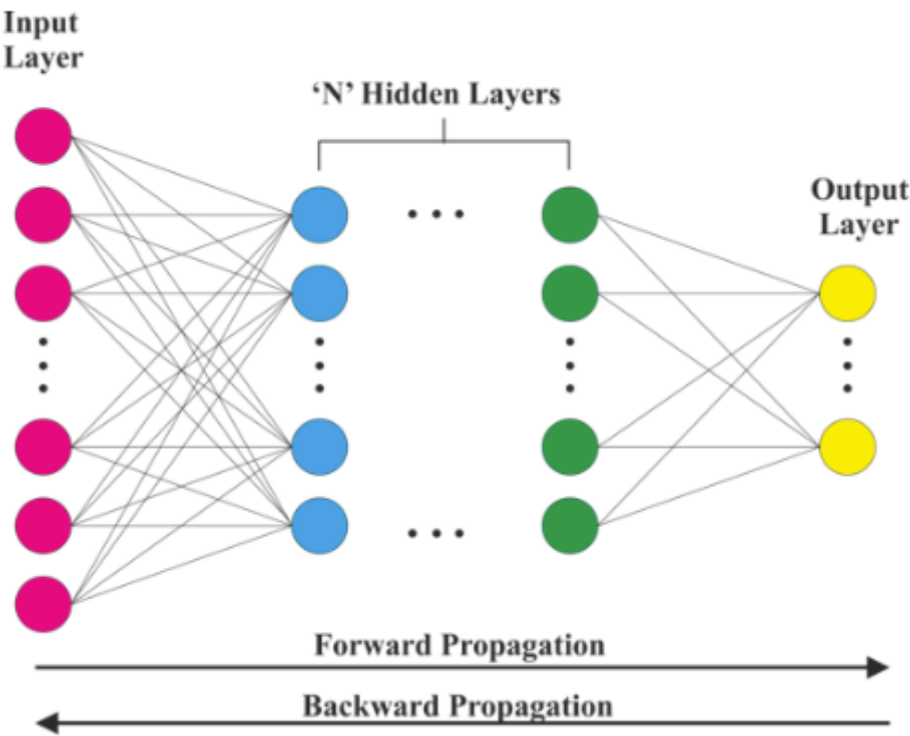 Input
Layer
‘N’ Hidden Layers
Output
Layer
Forward Propagation
Backward Propagation